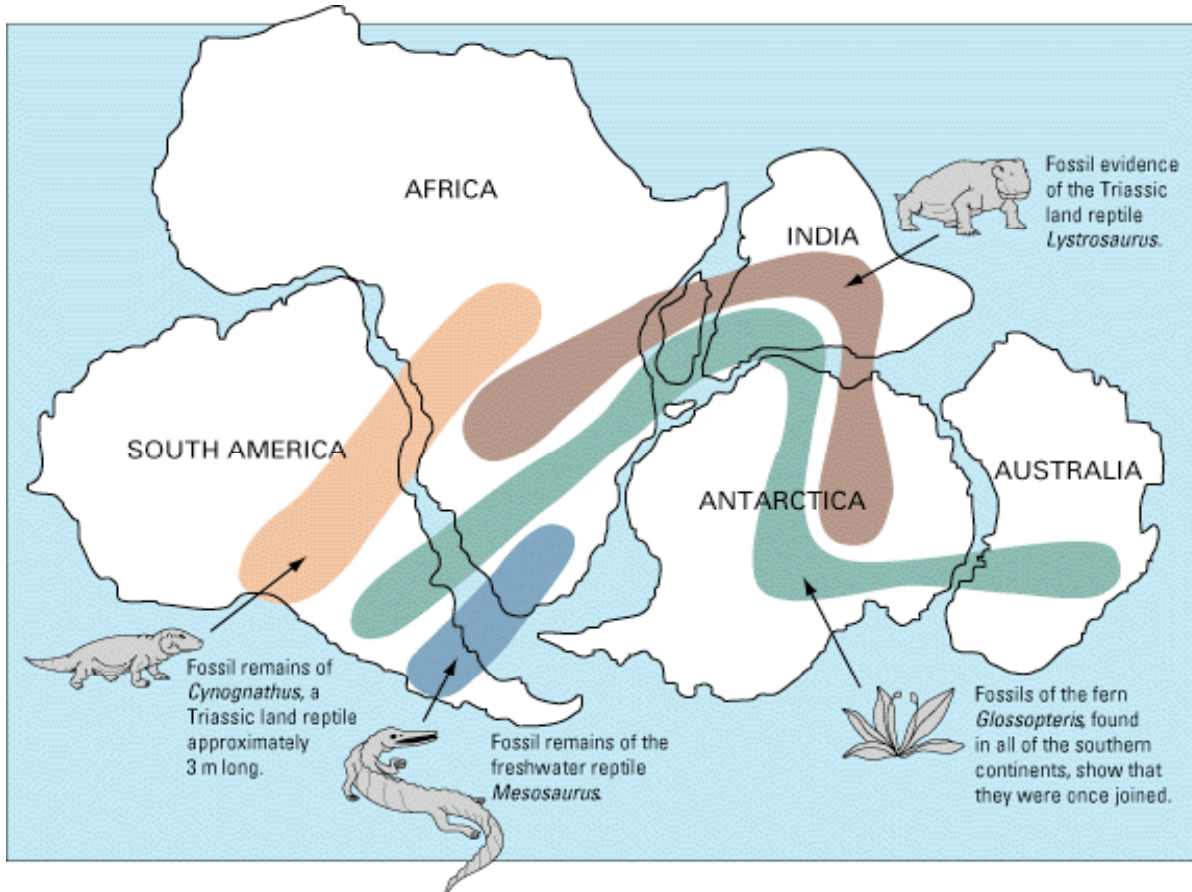 AFRICA
INDIA
Fossil evidence
of the Triassic
land reptile
Lystrosaurus.
SOUTH AMERICA
ANTARCTICA
AUSTRALIA
Fossil remains of
Cynognathus, a
Triassic land reptile
approximately
3 m long.
Fossil remains of the
freshwater reptile
Mesosaurus.
Fossils of the fern
Glossopteris, found
in all of the southern
continents, show that
they were once joined.